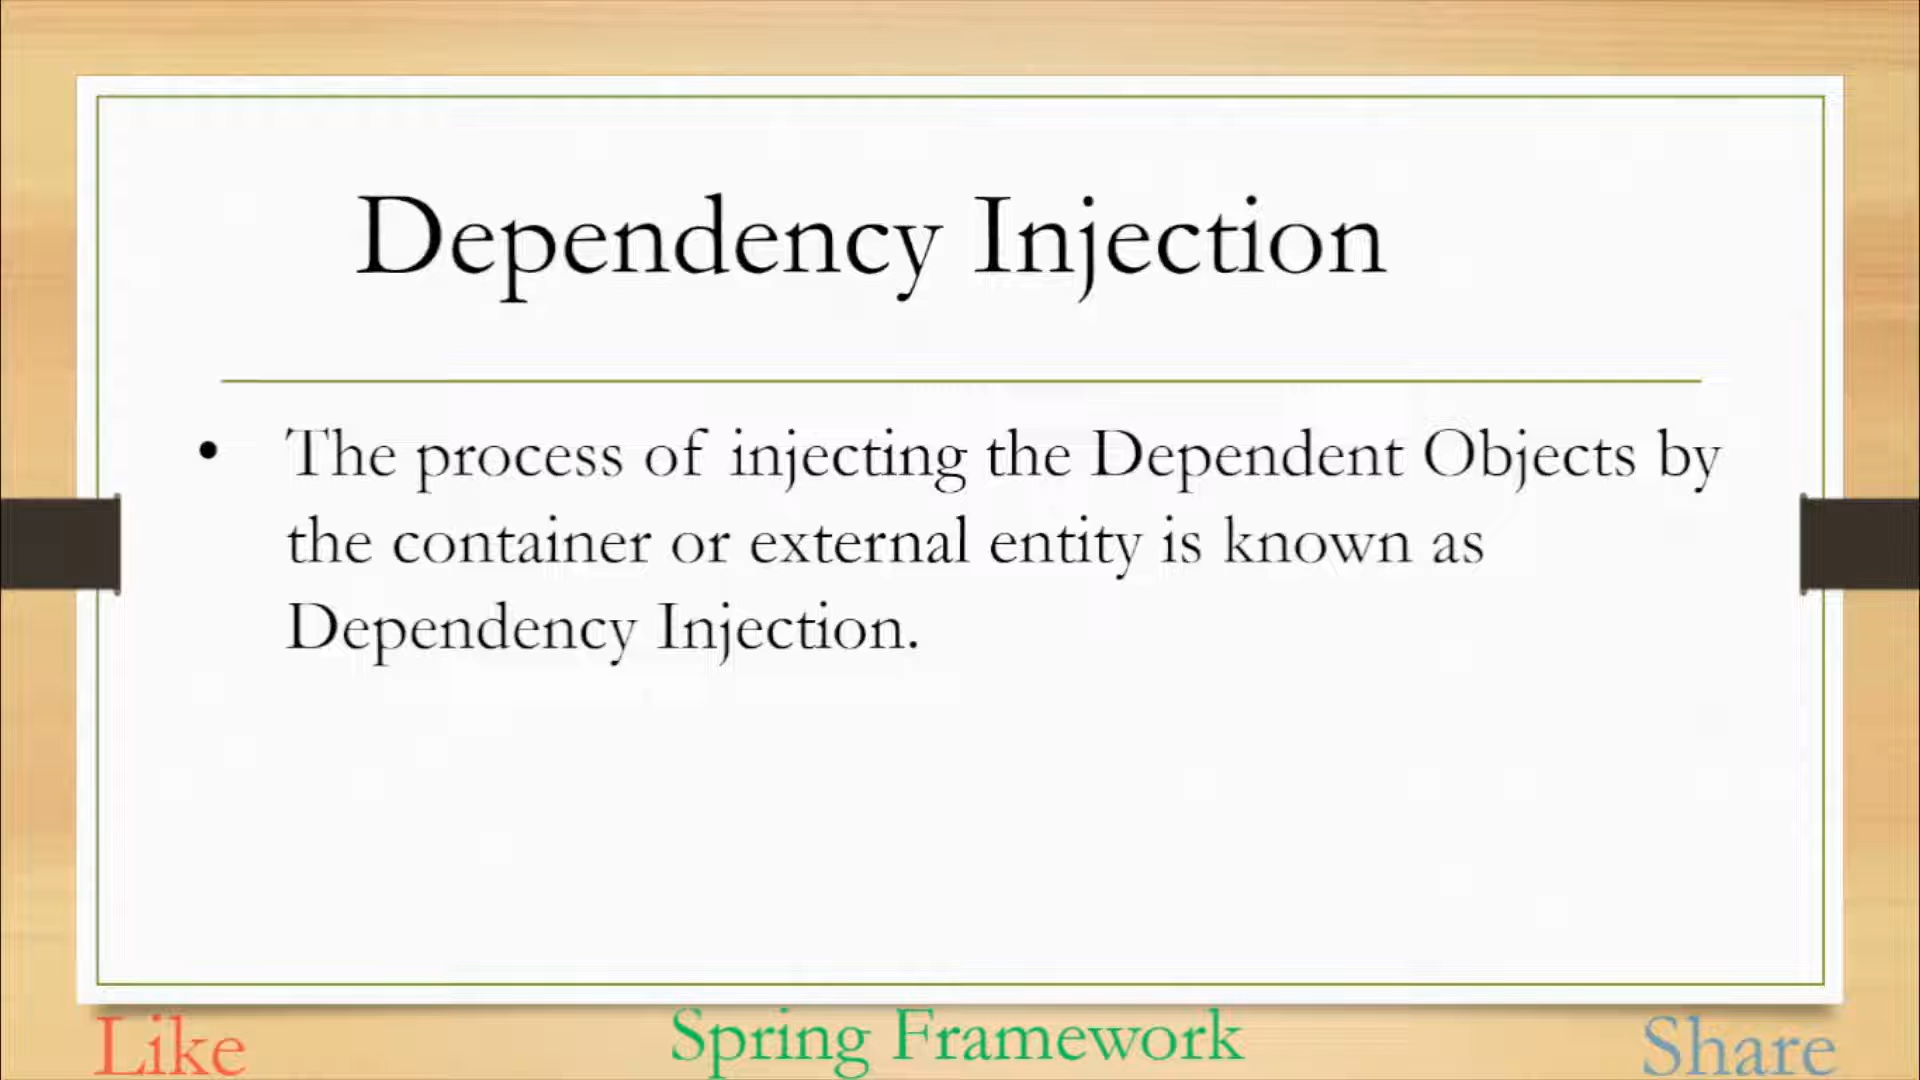 Dependency Injection
• The process of injecting the Dependent Objects by
the container or external entity is known as
Dependency Injection.
Like
Spring Framework
Share